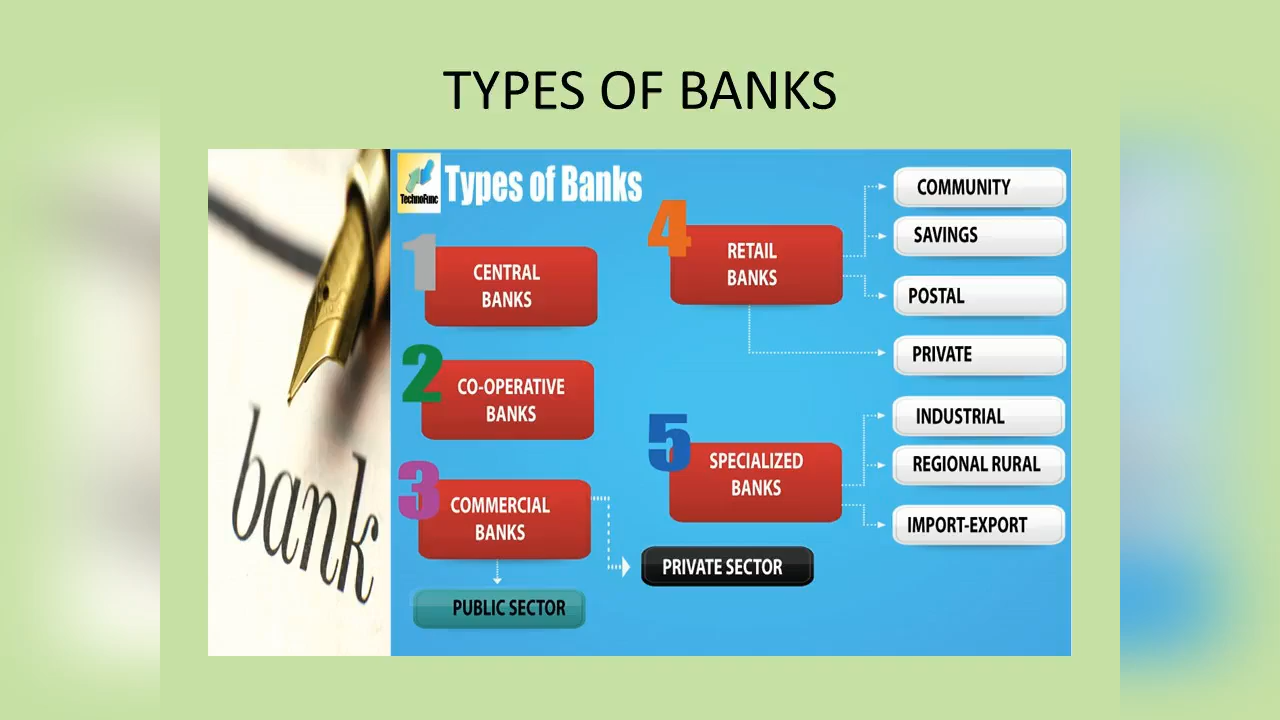 TYPES OF BANKS
TechnoFunc
Types of Banks
bank
1
CENTRAL
BANKS
2
CO-OPERATIVE
BANKS
3
COMMERCIAL
BANKS
PUBLIC SECTOR
PRIVATE SECTOR
4
RETAIL
BANKS
COMMUNITY
SAVINGS
POSTAL
PRIVATE
5
SPECIALIZED
BANKS
INDUSTRIAL
REGIONAL RURAL
IMPORT-EXPORT